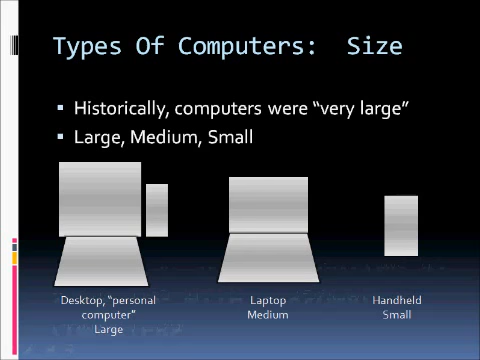 Types Of Computers: Size
Historically, computers were “very large”
Large, Medium, Small
Desktop, “personal
computer”
Large
Laptop
Medium
Handheld
Small